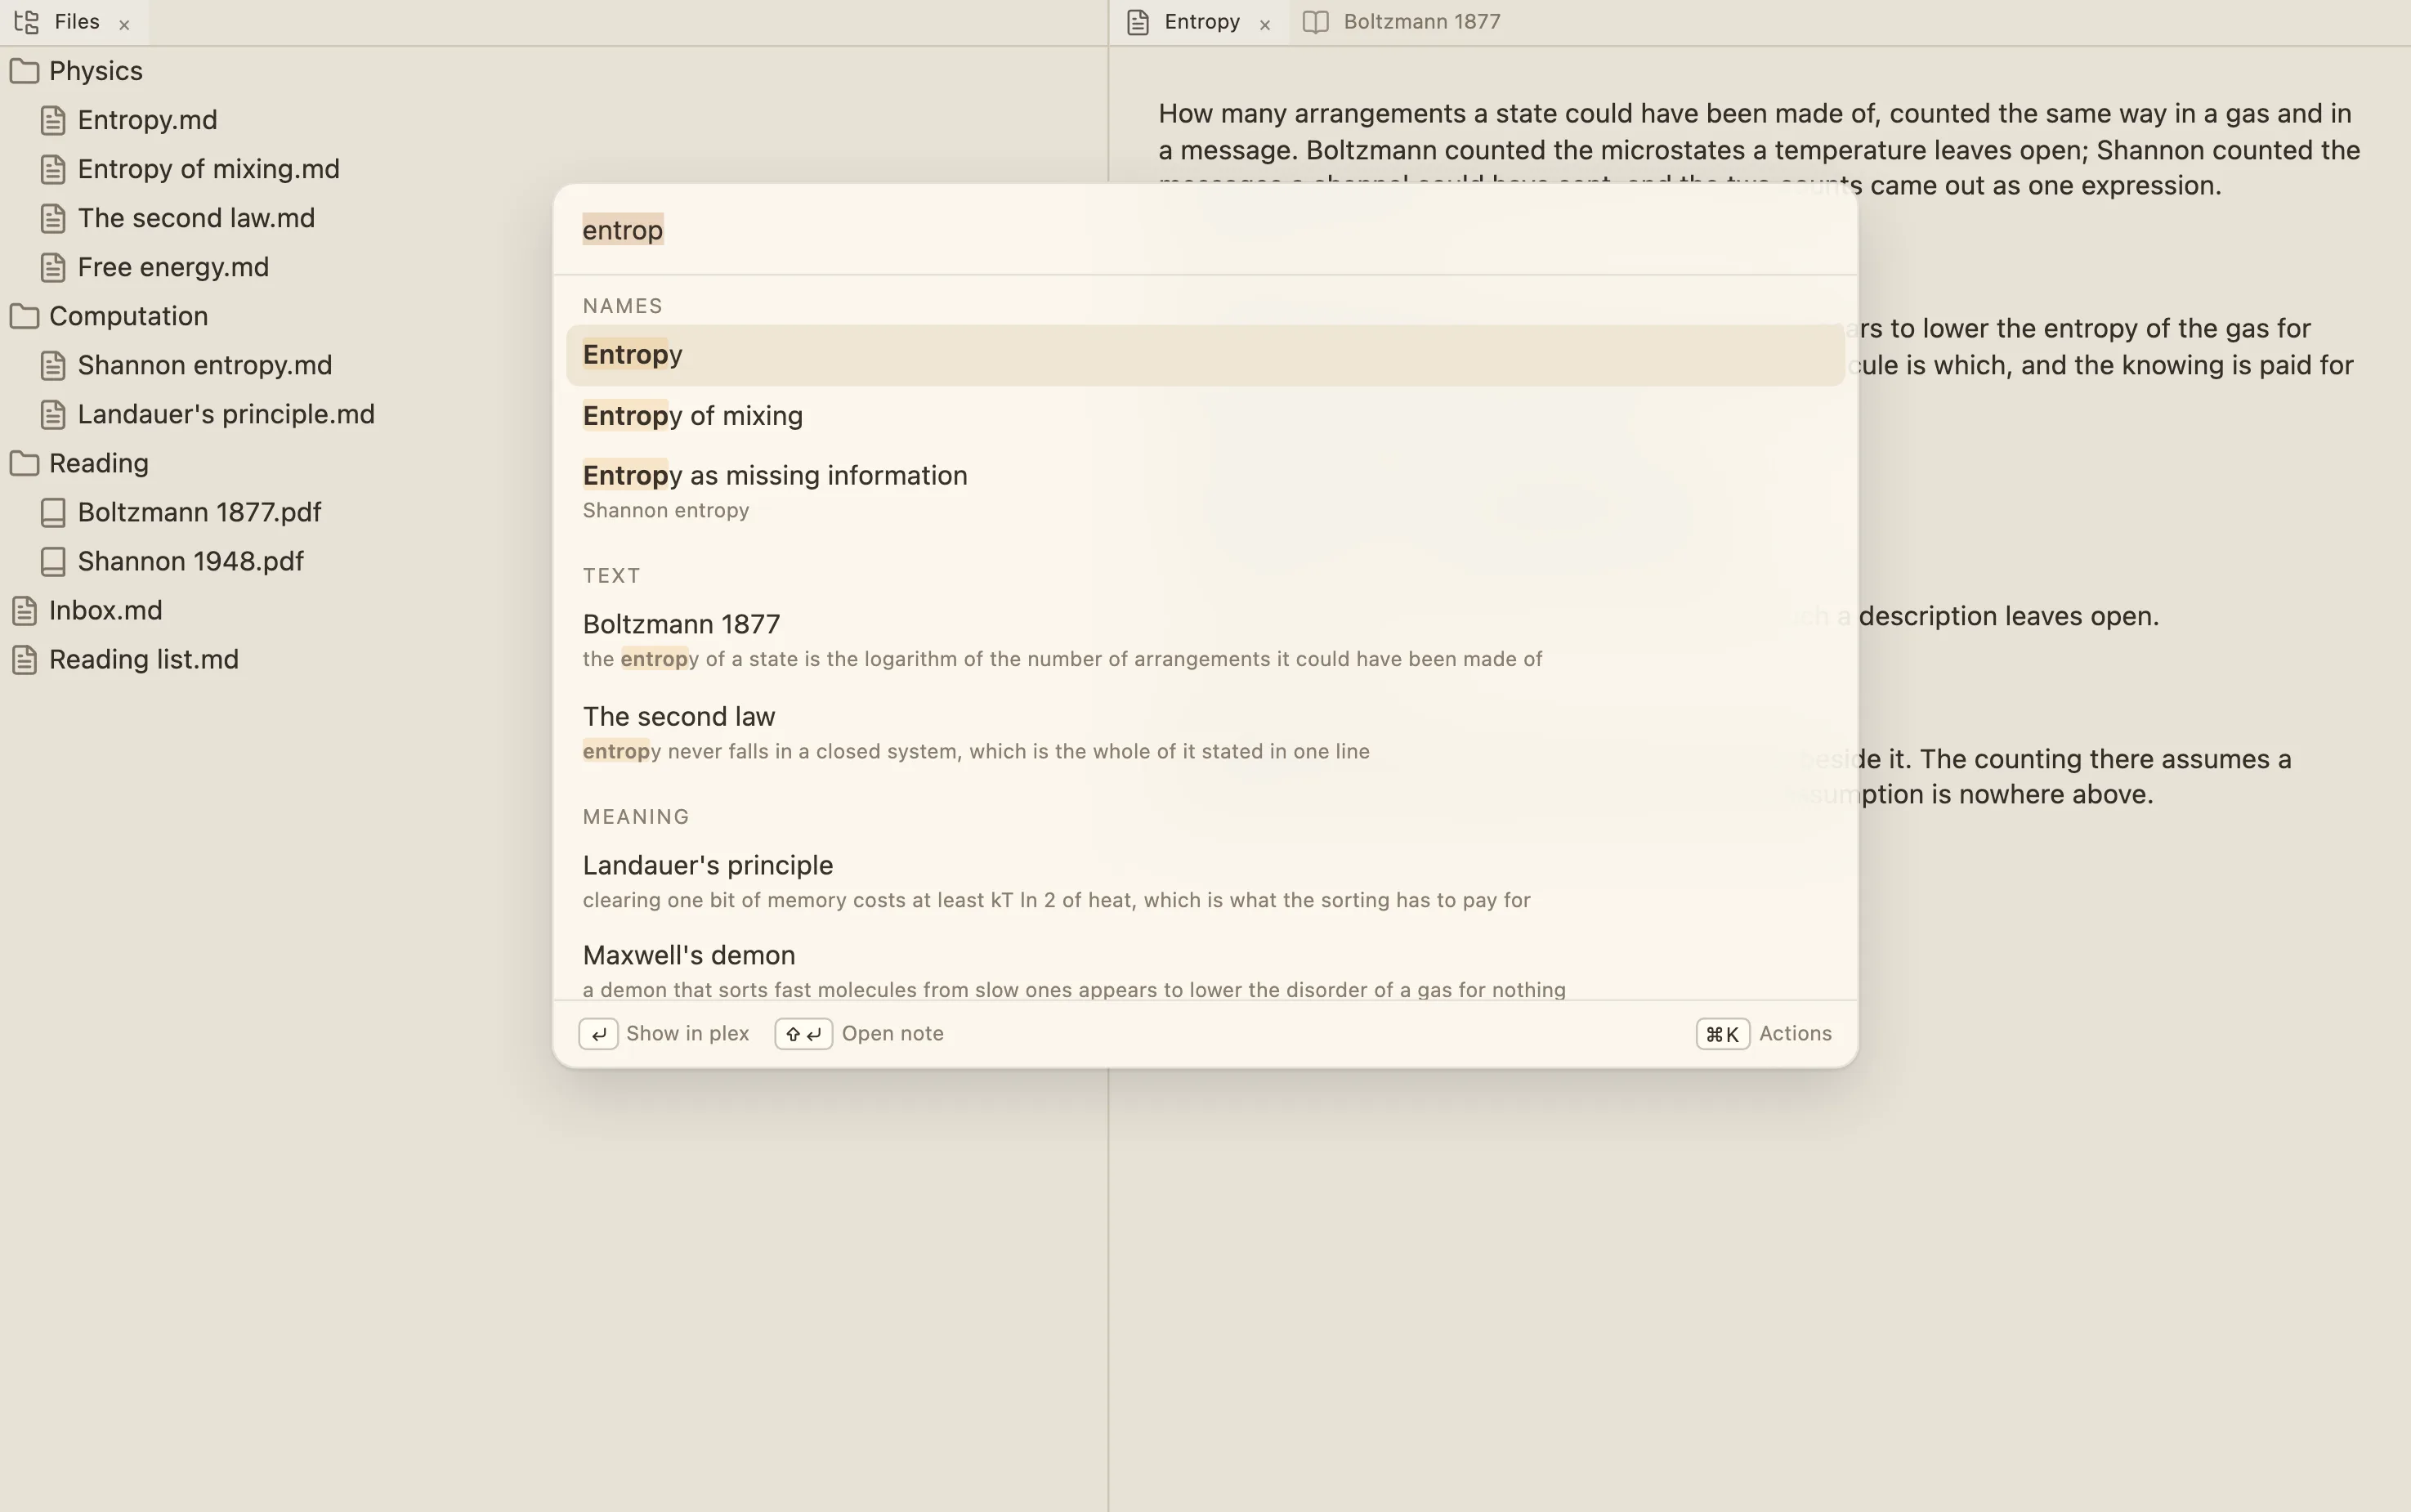 Files ×
Entropy ×
Boltzmann 1877
Physics
Entropy.md
Entropy of mixing.md
The second law.md
Free energy.md
Computation
Shannon entropy.md
Landauer's principle.md
Reading
Boltzmann 1877.pdf
Shannon 1948.pdf
Inbox.md
Reading list.md
How many arrangements a state could have been made of, counted the same way in a gas and in
a message. Boltzmann counted the microstates a temperature leaves open; Shannon counted the
messages a channel could have sent, and the two counts came out as one expression.
to lower the entropy of the gas for
is which, and the knowing is paid for
a description leaves open.
beside it. The counting there assumes a
is nowhere above.
entrop
NAMES
Entropy
Entropy of mixing
Entropy as missing information
Shannon entropy
TEXT
Boltzmann 1877
the entropy of a state is the logarithm of the number of arrangements it could have been made of
The second law
entropy never falls in a closed system, which is the whole of it stated in one line
MEANING
Landauer's principle
clearing one bit of memory costs at least kT ln 2 of heat, which is what the sorting has to pay for
Maxwell's demon
a demon that sorts fast molecules from slow ones appears to lower the disorder of a gas for nothing
↵ Show in plex
⇧ ↵ Open note
⌘K Actions